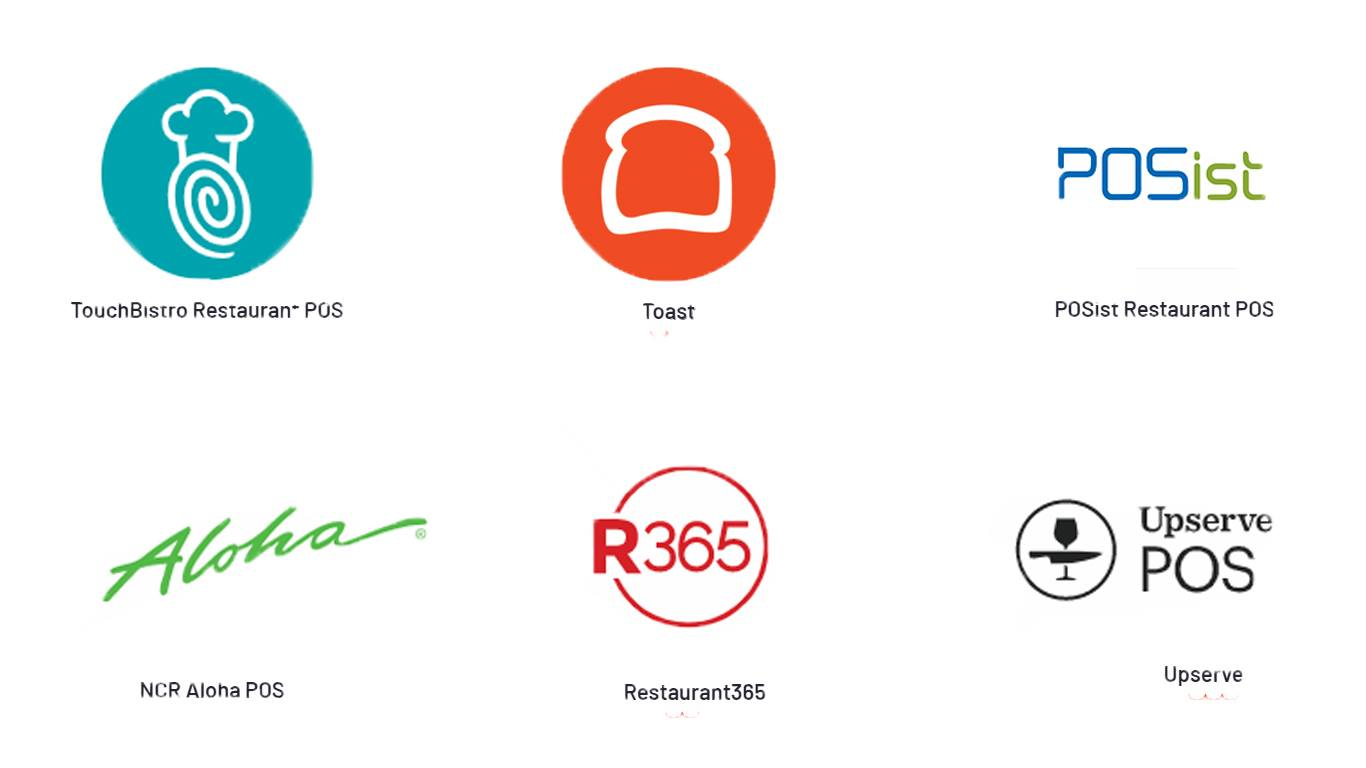 POSist
TouchBistro Restaurant POS
Toast
POSist Restaurant POS
Aloha®
R365
Upserve
POS
NCR Aloha POS
Restaurant365
Upserve